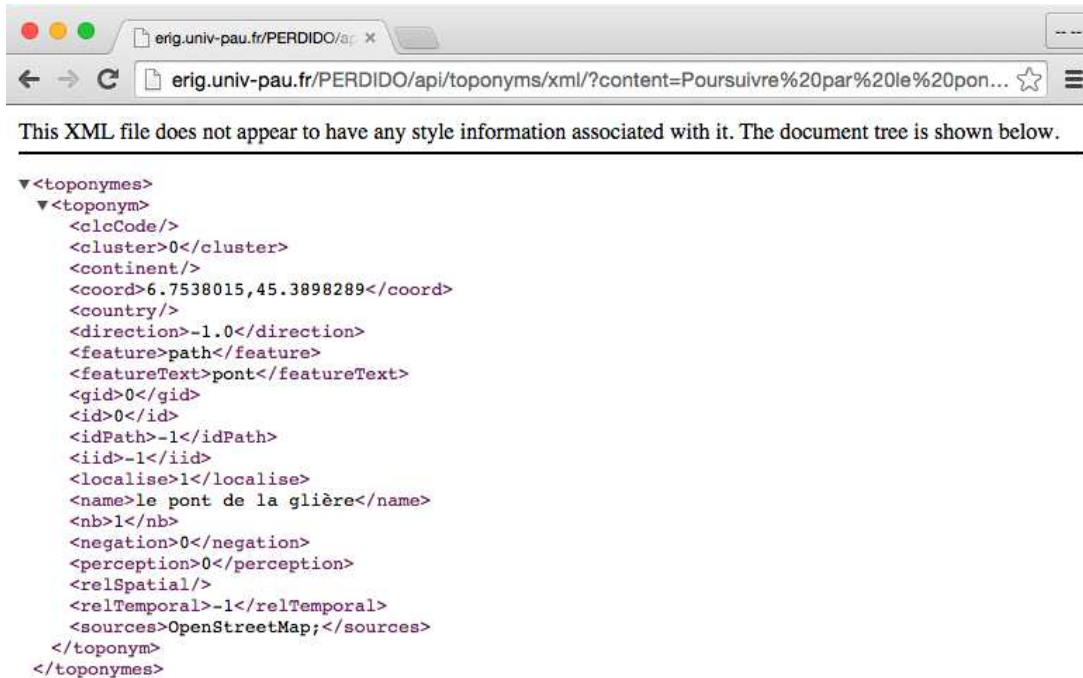 erig.univ-pau.fr/PERDIDO/ap
erig.univ-pau.fr/PERDIDO/api/toponyms/xml/?content=Poursuivre%20par%20le%20pon...
This XML file does not appear to have any style information associated with it. The document tree is shown below.
▼<toponymes>
▼<toponym>
<clcCode/>
<cluster>0</cluster>
<continent/>
<coord>6.7538015,45.3898289</coord>
<country/>
<direction>-1.0</direction>
<feature>path</feature>
<featureText>pont</featureText>
<gid>0</gid>
<id>0</id>
<idPath>-1</idPath>
<iid>-1</iid>
<localise>1</localise>
<name>le pont de la glière</name>
<nb>1</nb>
<negation>0</negation>
<perception>0</perception>
<relSpatial/>
<relTemporal>-1</relTemporal>
<sources>OpenStreetMap;</sources>
</toponym>
</toponymes>